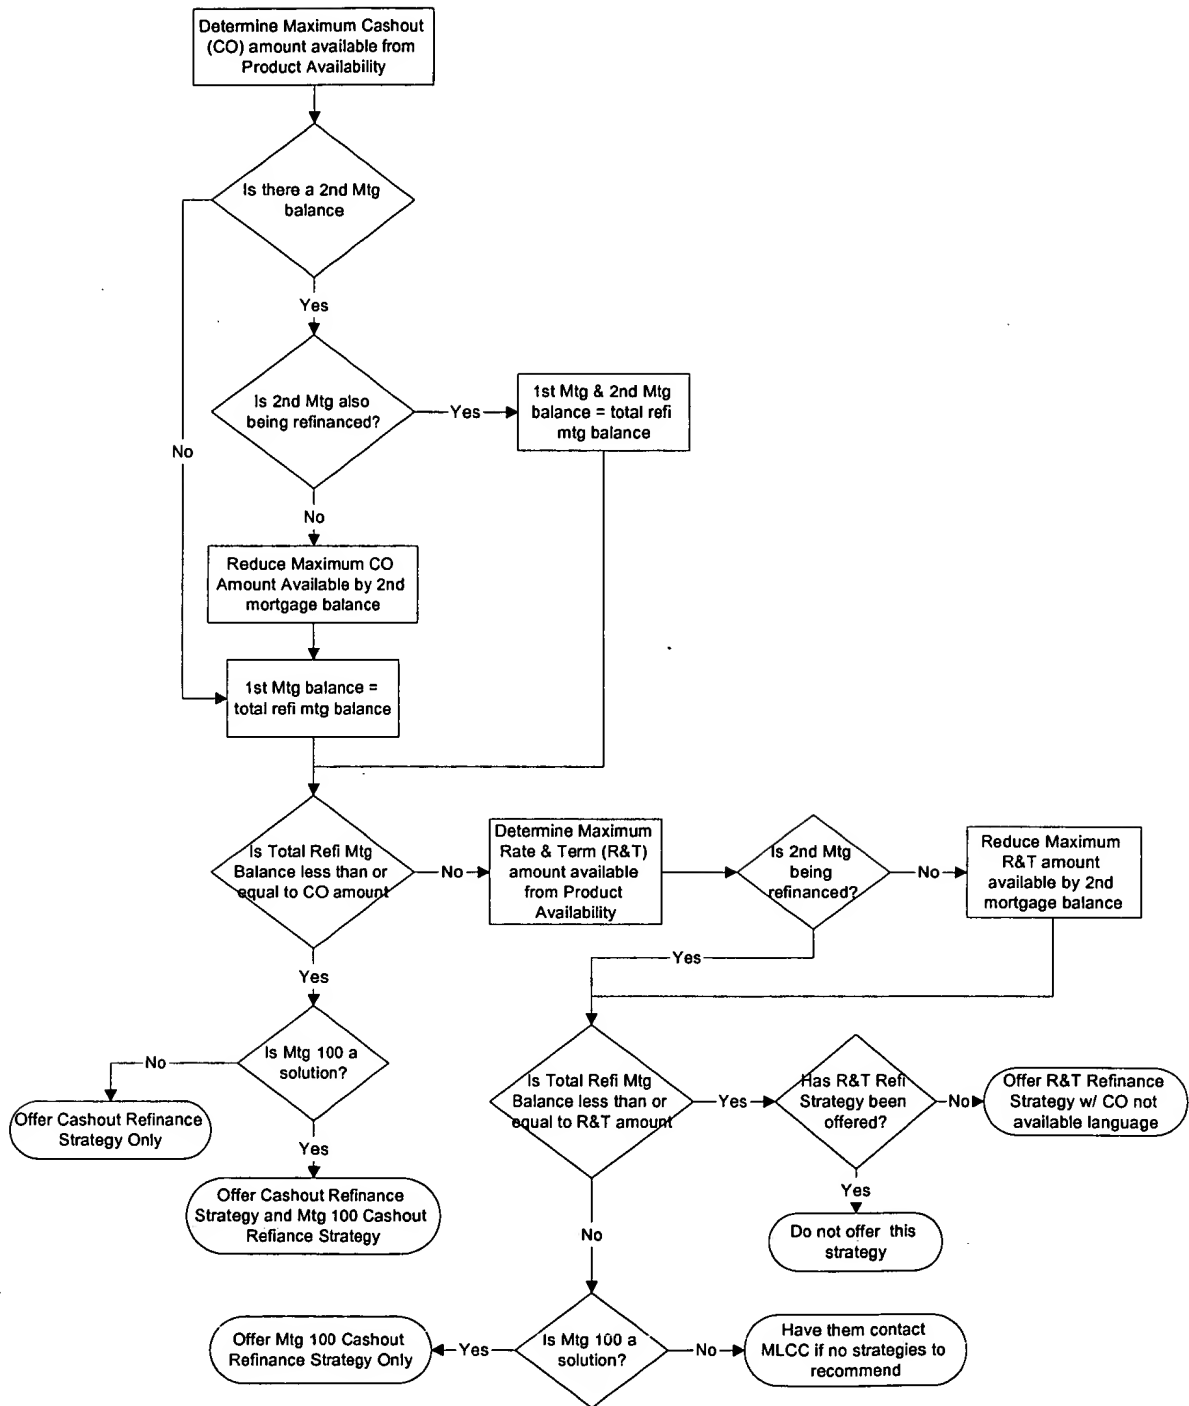 Determine Maximum Cashout
(CO) amount available from
Product Availability
Is there a 2nd Mtg
balance
Yes
Is 2nd Mtg also
being refinanced?
Yes
1st Mtg & 2nd Mtg
balance = total refi
mtg balance
No
No
Reduce Maximum CO
Amount Available by 2nd
mortgage balance
1st Mtg balance =
total refi mtg balance
Is Total Refi Mtg
Balance less than or
equal to CO amount
No
Determine Maximum
Rate & Term (R&T)
amount available
from Product
Availability
Is 2nd Mtg
being
refinanced?
No
Reduce Maximum
R&T amount
available by 2nd
mortgage balance
Yes
Yes
Is Mtg 100 a
solution?
No
Offer Cashout Refinance
Strategy Only
Yes
Offer Cashout Refinance
Strategy and Mtg 100 Cashout
Refiance Strategy
Is Total Refi Mtg
Balance less than or
equal to R&T amount
Yes
Has R&T Refi
Strategy been
offered?
No
Offer R&T Refinance
Strategy w/ CO not
available language
Yes
Do not offer this
strategy
No
Is Mtg 100 a
solution?
Yes
Offer Mtg 100 Cashout
Refinance Strategy Only
No
Have them contact
MLCC if no strategies to
recommend